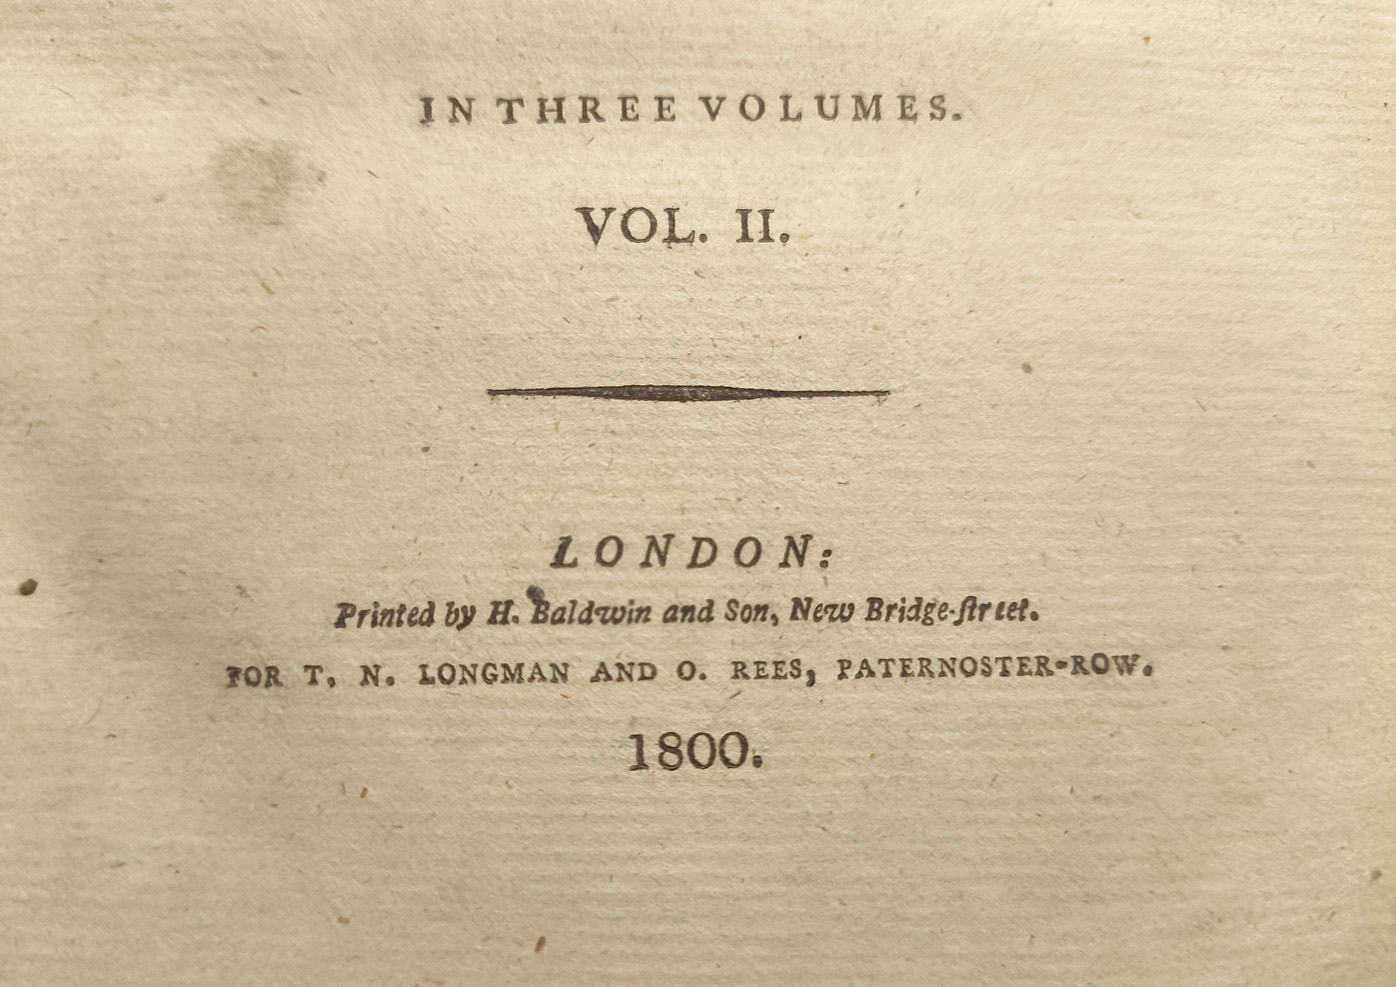 IN THREE VOLUMES.
VOL. II.
LONDON:
Printed by H. Baldwin and Son, New Bridge-ſtreet.
FOR T. N. LONGMAN AND O. REES, PATERNOSTER-ROW.
1800.